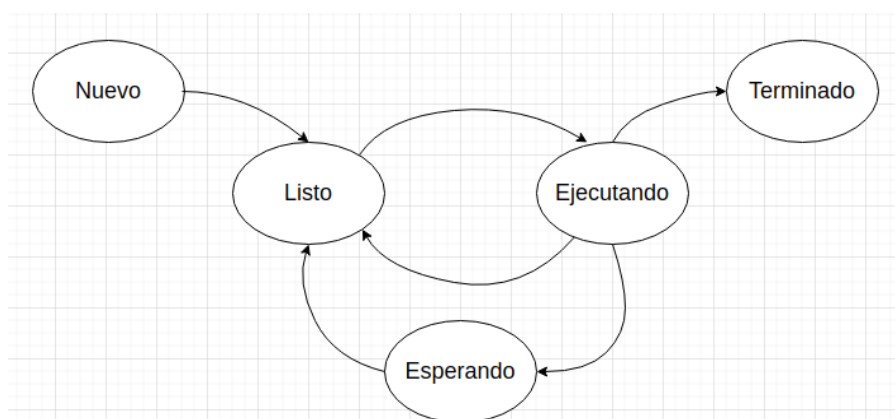 Nuevo
Terminado
Listo
Ejecutando
Esperando